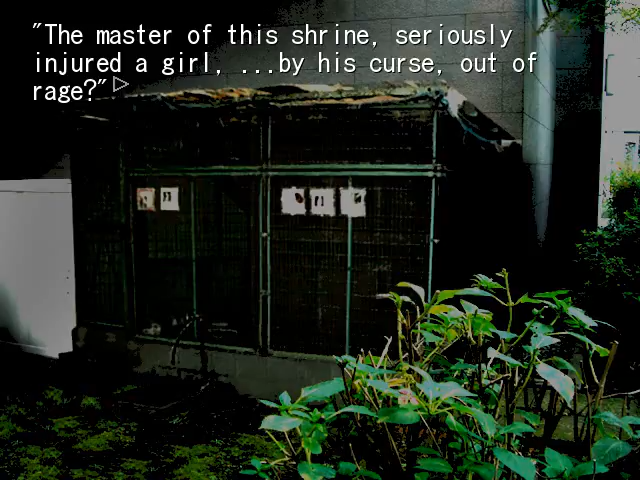 "The master of this shrine, seriously
injured a girl, ...by his curse, out of
rage?"